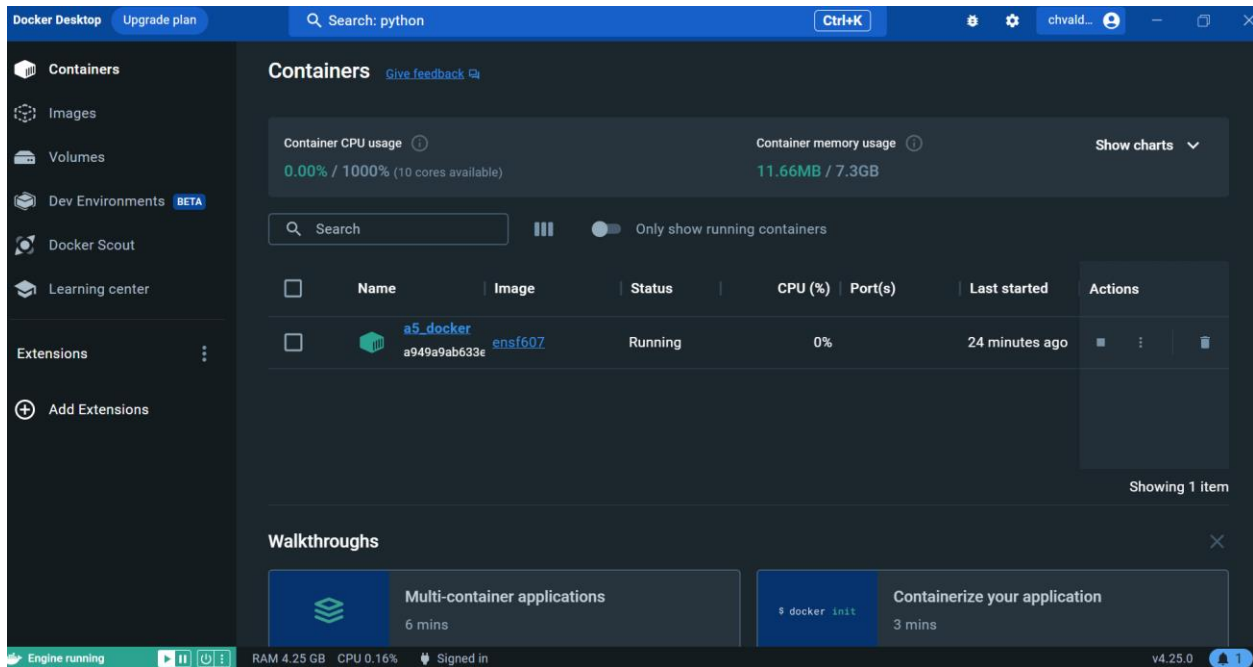 Docker Desktop Upgrade plan Search: python Ctrl+K chvald...
Containers
Images
Volumes
Dev Environments BETA
Docker Scout
Learning center
Extensions
Add Extensions
Containers Give feedback
Container CPU usage
0.00% / 1000% (10 cores available)
Container memory usage
11.66MB / 7.3GB
Show charts
Search Only show running containers
Name Image Status CPU (%) Port(s) Last started Actions
a5_docker
a949a9ab633e
ensf607 Running 0% 24 minutes ago
Showing 1 item
Walkthroughs
Multi-container applications
6 mins
$ docker init
Containerize your application
3 mins
Engine running RAM 4.25 GB CPU 0.16% Signed in v4.25.0 1